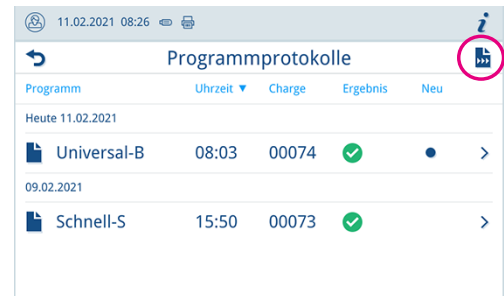 11.02.2021 08:26 i
Programmprotokolle
Programm Uhrzeit ▼ Charge Ergebnis Neu
Heute 11.02.2021
Universal-B 08:03 00074
09.02.2021
Schnell-S 15:50 00073